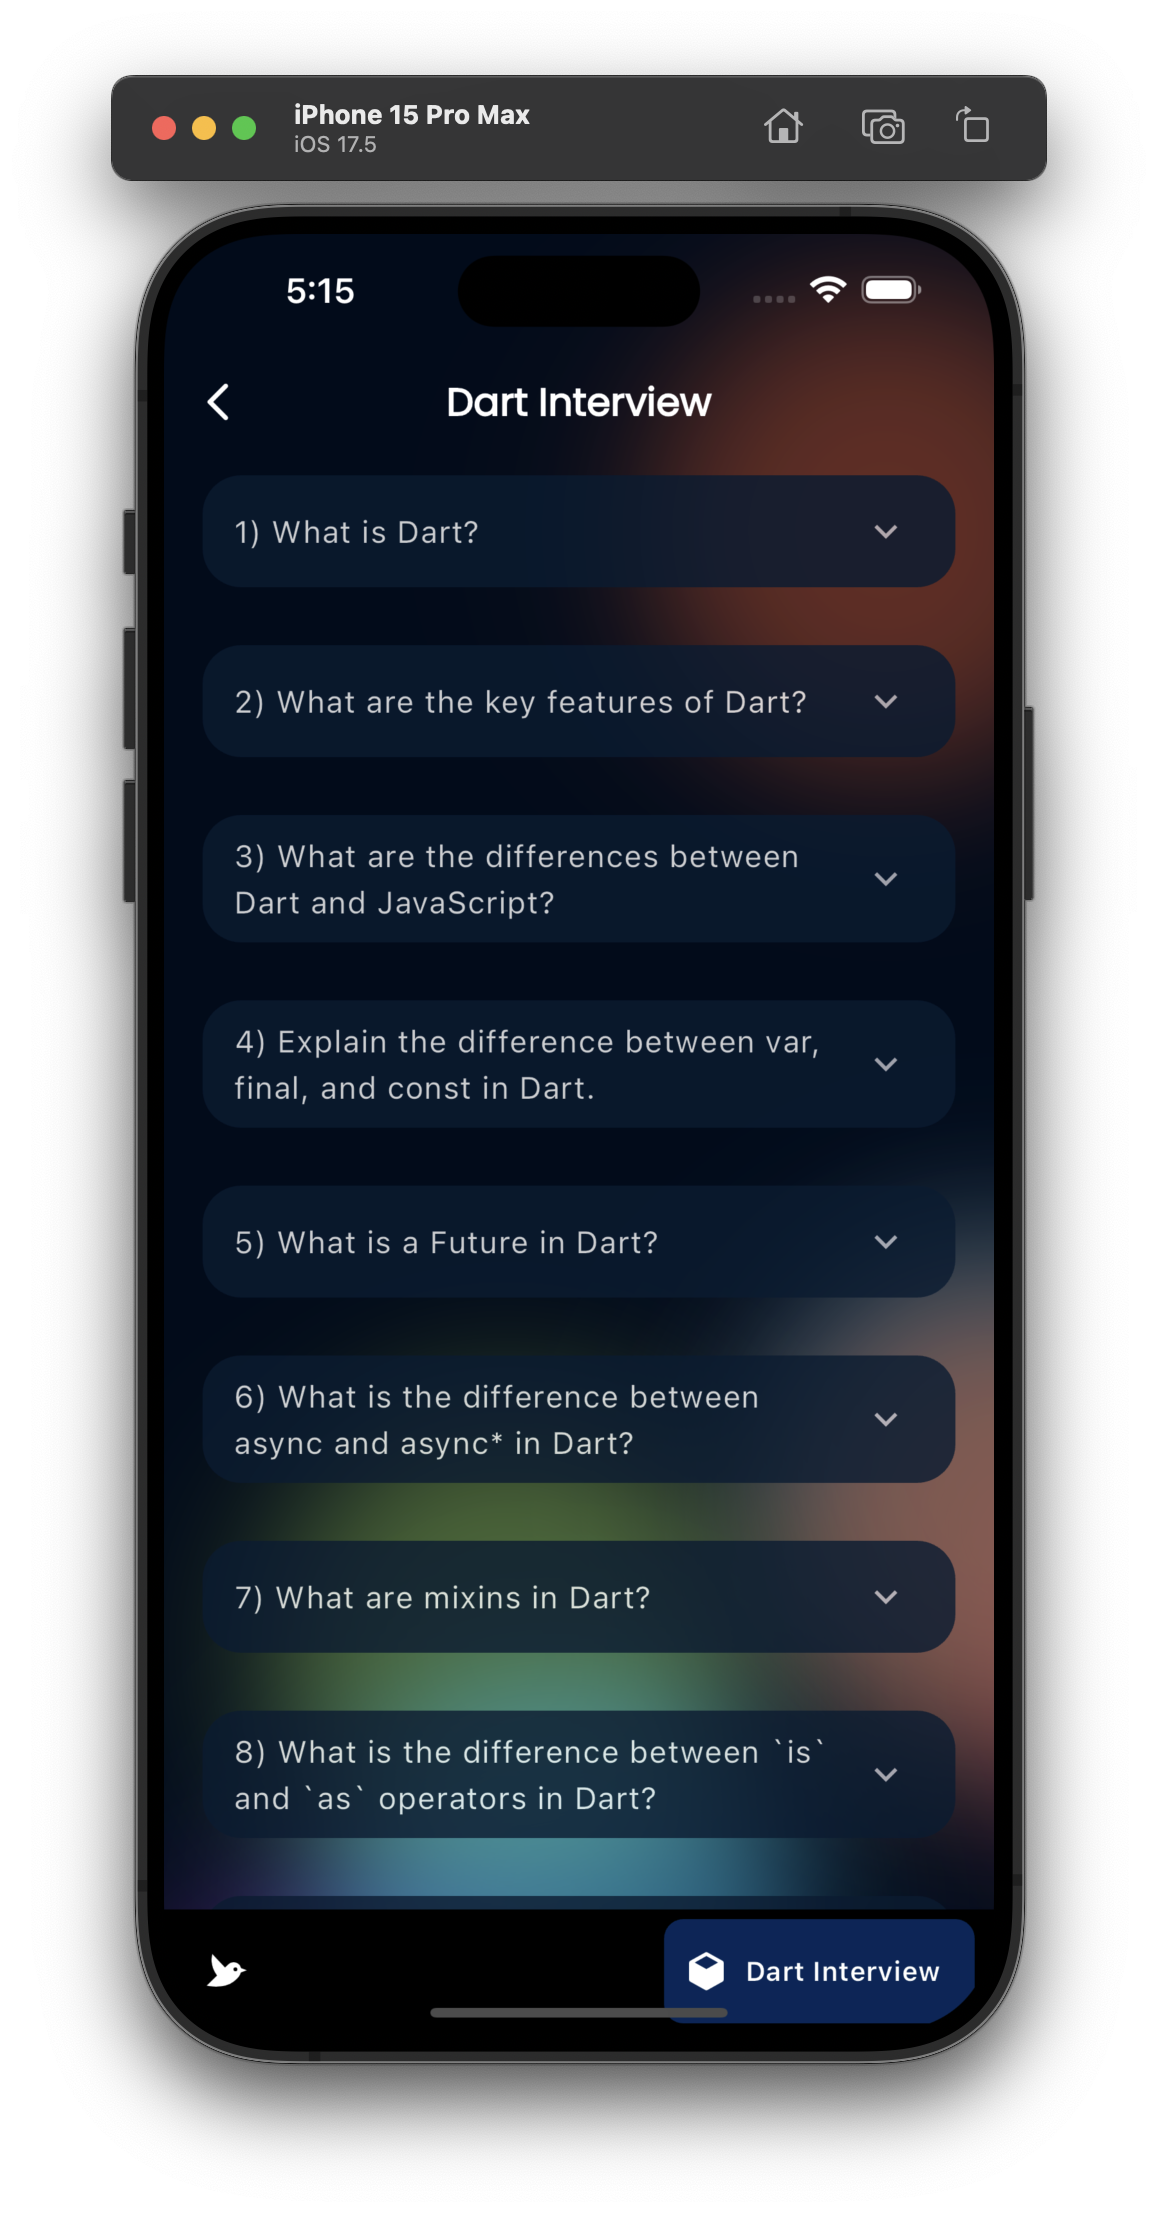 iPhone 15 Pro Max
iOS 17.5
5:15
Dart Interview
1) What is Dart?
2) What are the key features of Dart?
3) What are the differences between
Dart and JavaScript?
4) Explain the difference between var,
final, and const in Dart.
5) What is a Future in Dart?
6) What is the difference between
async and async* in Dart?
7) What are mixins in Dart?
8) What is the difference between `is`
and `as` operators in Dart?
Dart Interview